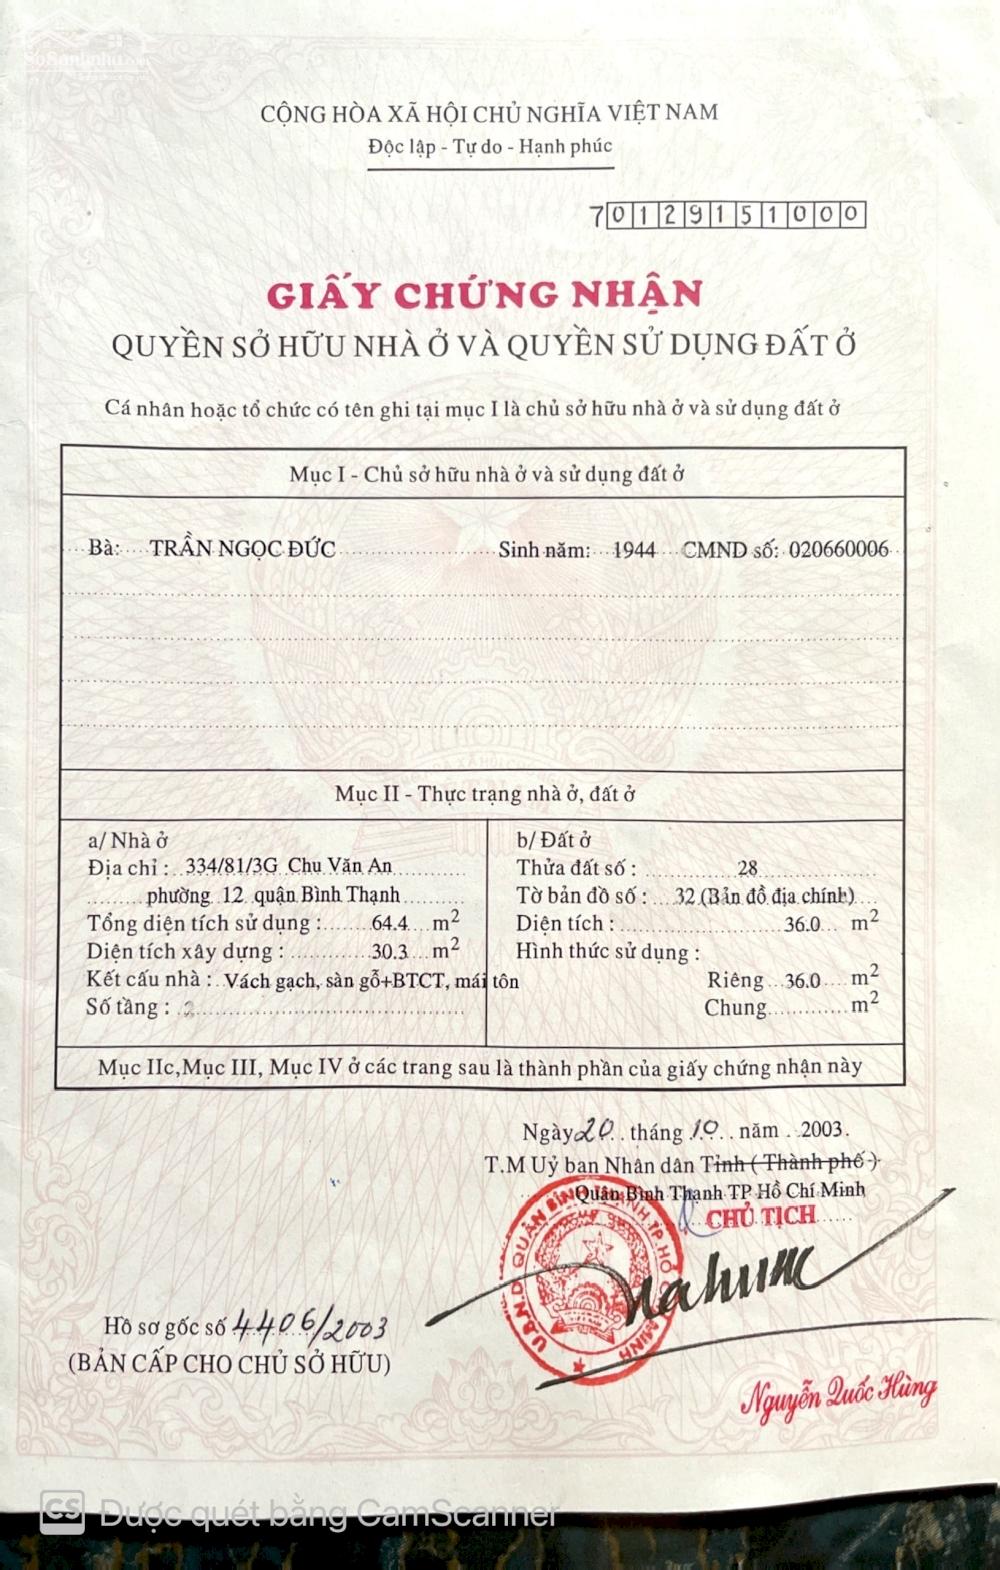 CỘNG HÒA XÃ HỘI CHỦ NGHĨA VIỆT NAM
Độc lập - Tự do - Hạnh phúc
70129151000
GIẤY CHỨNG NHẬN
QUYỀN SỞ HỮU NHÀ Ở VÀ QUYỀN SỬ DỤNG ĐẤT Ở
Cá nhân hoặc tổ chức có tên ghi tại mục I là chủ sở hữu nhà ở và sử dụng đất ở
Mục I - Chủ sở hữu nhà ở và sử dụng đất ở
Bà: TRẦN NGỌC ĐỨC Sinh năm: 1944 CMND số: 020660006
Mục II - Thực trạng nhà ở, đất ở
a/ Nhà ở
Địa chỉ : 334/81/3G Chu Văn An
phường 12 quận Bình Thạnh
Tổng diện tích sử dụng : 64.4 m2
Diện tích xây dựng : 30.3 m2
Kết cấu nhà : Vách gạch, sàn gỗ+BTCT, mái tôn
Số tầng : 2
b/ Đất ở
Thửa đất số : 28
Tờ bản đồ số : 32 (Bản đồ địa chính)
Diện tích : 36.0 m2
Hình thức sử dụng :
Riêng 36.0 m2
Chung m2
Mục IIc,Mục III, Mục IV ở các trang sau là thành phần của giấy chứng nhận này
Ngày 20 tháng 10 năm 2003.
T.M Uỷ ban Nhân dân Tỉnh ( Thành phố )
Quận Bình Thạnh TP Hồ Chí Minh
CHỦ TỊCH
U.B.N.D QUẬN BÌNH THẠNH T.P. HỒ CHÍ MINH
Hồ sơ gốc số 4406/2003
(BẢN CẤP CHO CHỦ SỞ HỮU)
Nguyễn Quốc Hùng
CS Được quét bằng CamScanner